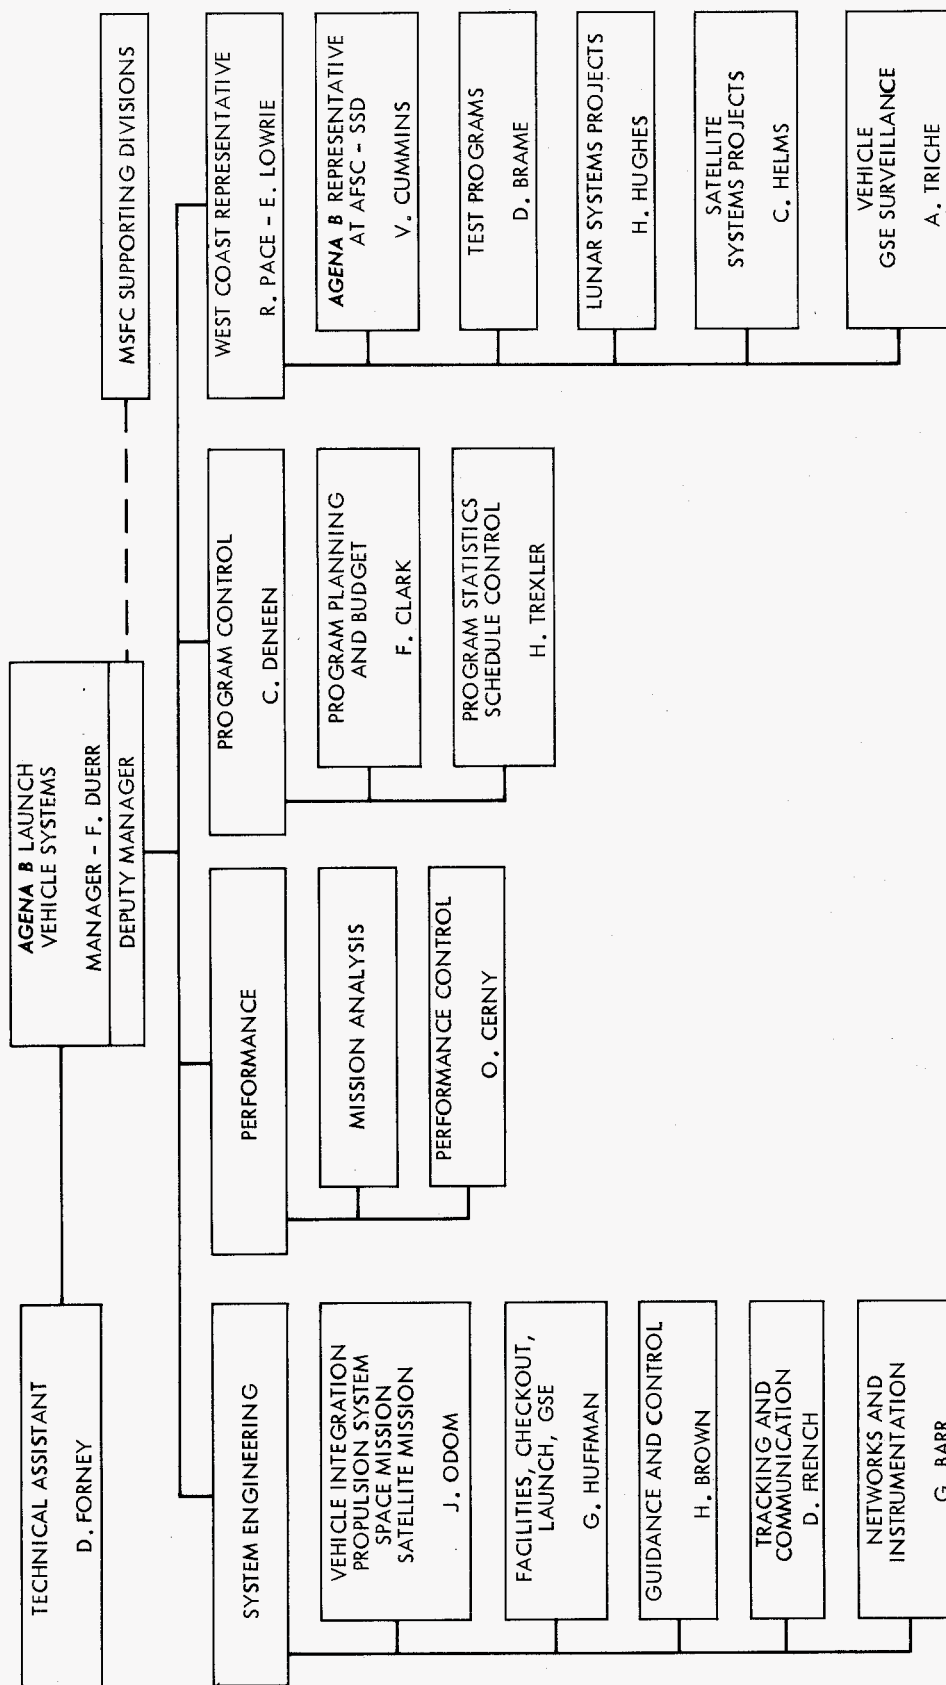 TECHNICAL ASSISTANT
D. FORNEY
AGENA B LAUNCH
VEHICLE SYSTEMS
MANAGER - F. DUERR
DEPUTY MANAGER
MSFC SUPPORTING DIVISIONS
SYSTEM ENGINEERING
VEHICLE INTEGRATION
PROPULSION SYSTEM
SPACE MISSION
SATELLITE MISSION
J. ODOM
FACILITIES, CHECKOUT,
LAUNCH, GSE
G. HUFFMAN
GUIDANCE AND CONTROL
H. BROWN
TRACKING AND
COMMUNICATION
D. FRENCH
NETWORKS AND
INSTRUMENTATION
G. BARR
PERFORMANCE
MISSION ANALYSIS
PERFORMANCE CONTROL
O. CERNY
PROGRAM CONTROL
C. DENEEN
PROGRAM PLANNING
AND BUDGET
F. CLARK
PROGRAM STATISTICS
SCHEDULE CONTROL
H. TREXLER
WEST COAST REPRESENTATIVE
R. PACE - E. LOWRIE
AGENA B REPRESENTATIVE
AT AFSC - SSD
V. CUMMINS
TEST PROGRAMS
D. BRAME
LUNAR SYSTEMS PROJECTS
H. HUGHES
SATELLITE
SYSTEMS PROJECTS
C. HELMS
VEHICLE
GSE SURVEILLANCE
A. TRICHE